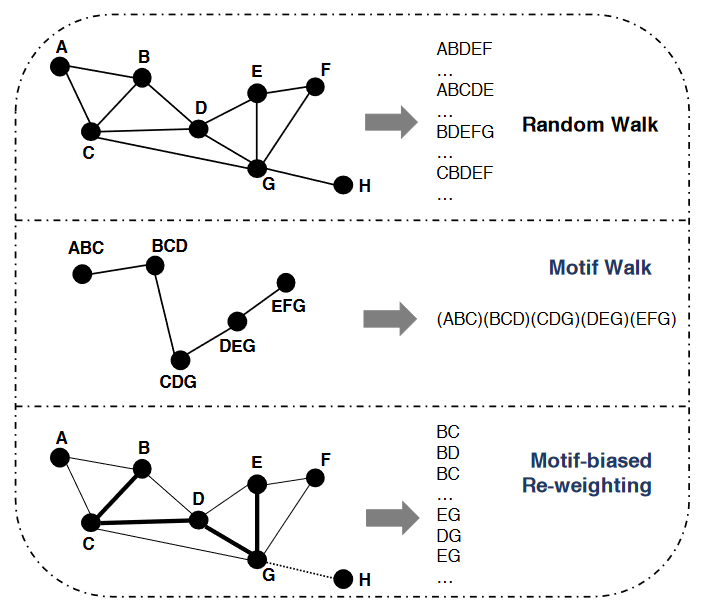 A
B
E
F
D
C
G
H
ABDEF
...
ABCDE
...
BDEFG
...
CBDEF
...
Random Walk
ABC
BCD
EFG
DEG
CDG
Motif Walk
(ABC)(BCD)(CDG)(DEG)(EFG)
A
B
E
F
D
C
G
H
BC
BD
BC
...
EG
DG
EG
...
Motif-biased
Re-weighting